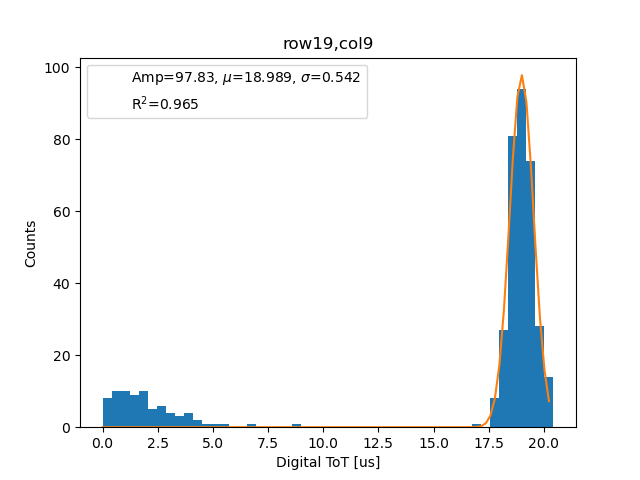 row19,col9
Amp=97.83, μ=18.989, σ=0.542
R²=0.965
100
80
60
40
20
0
Counts
0.0 2.5 5.0 7.5 10.0 12.5 15.0 17.5 20.0
Digital ToT [us]